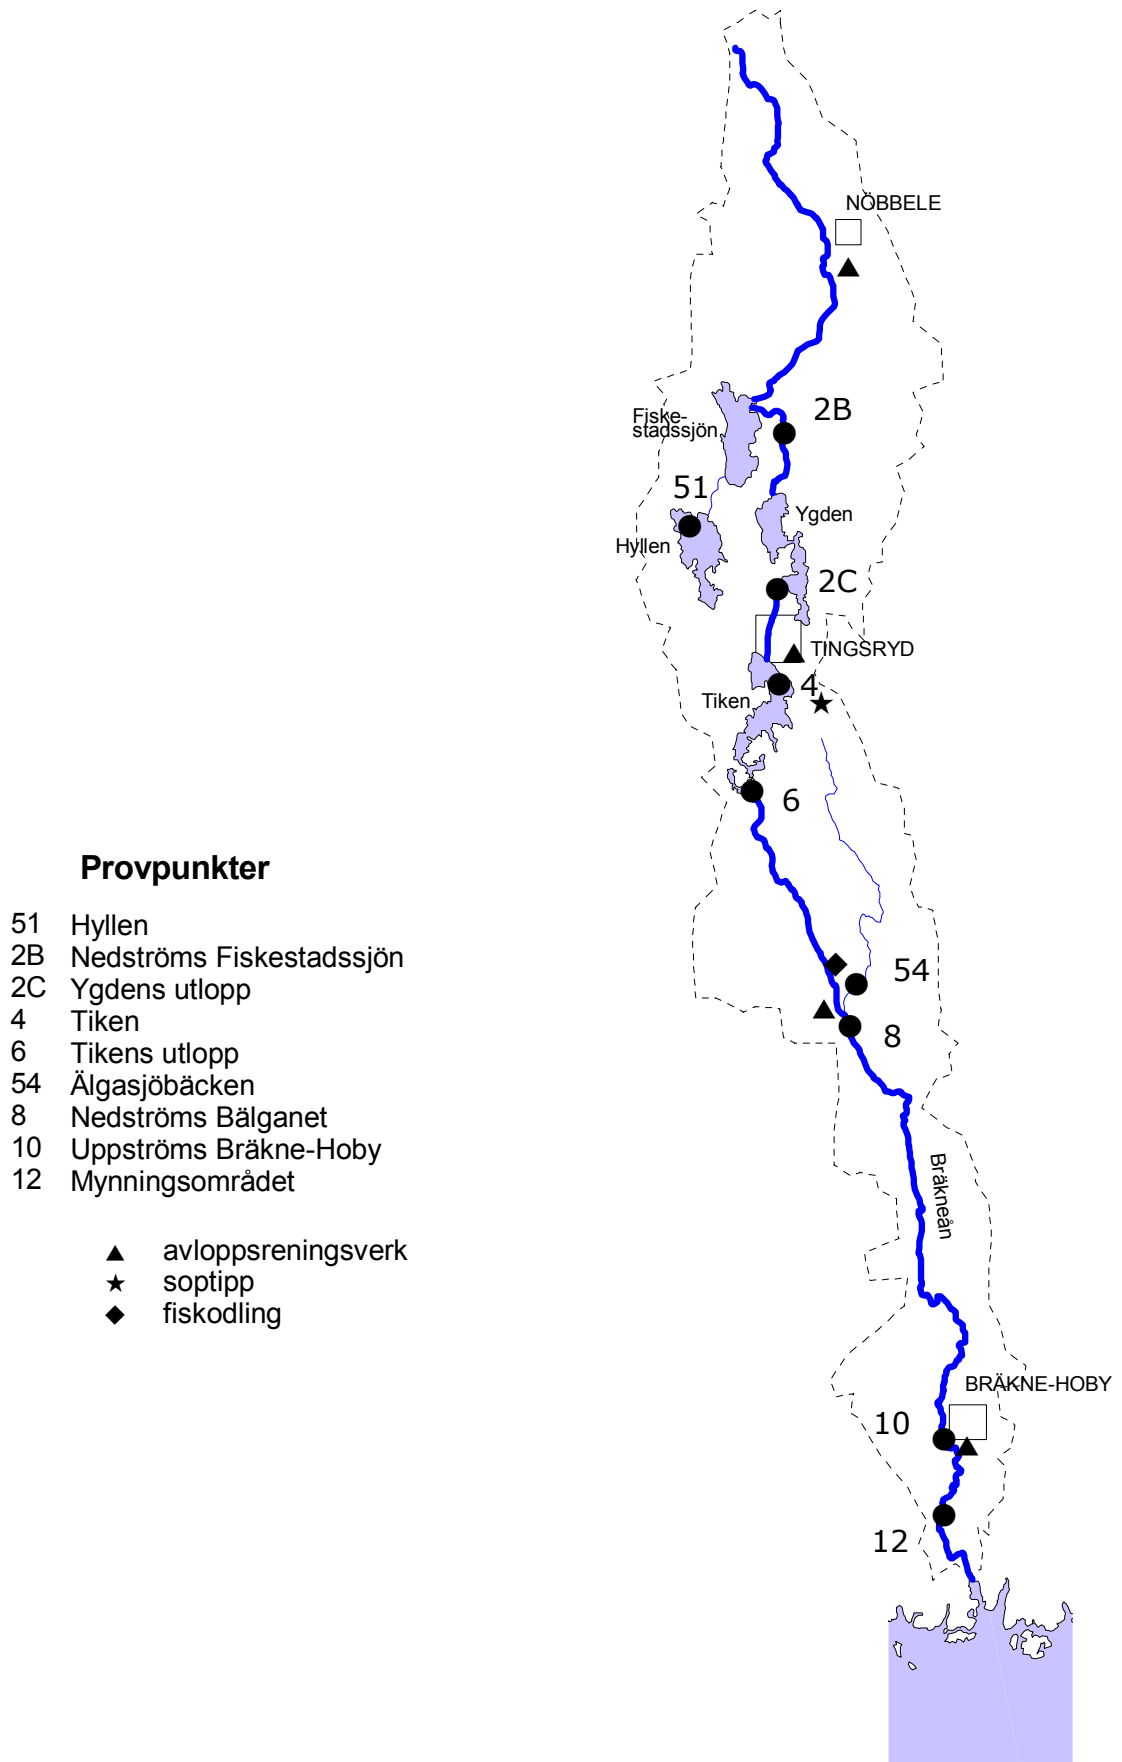 NÖBBELE
2B
Fiske-
stadssjön
51
Ygden
Hyllen
2C
TINGSRYD
4
Tiken
6
Provpunkter
51 Hyllen
2B Nedströms Fiskestadssjön
2C Ygdens utlopp
4 Tiken
6 Tikens utlopp
54 Älgasjöbäcken
8 Nedströms Bälganet
10 Uppströms Bräkne-Hoby
12 Mynningsområdet
avloppsreningsverk
soptipp
fiskodling
54
8
Bräkneån
BRÄKNE-HOBY
10
12